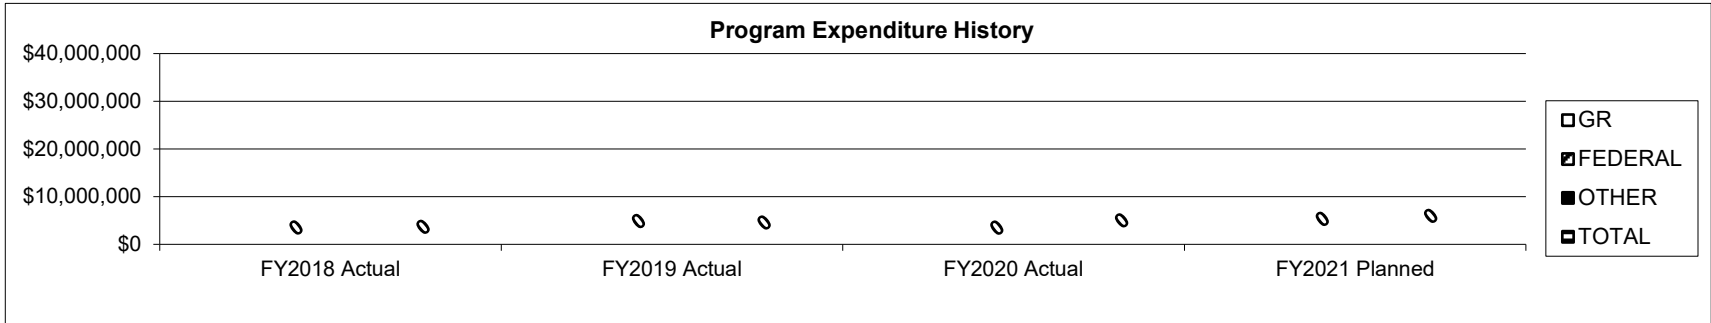 Program Expenditure History
$40,000,000
$30,000,000
$20,000,000
$10,000,000
$0
0 0 0 0 0 0 0 0
FY2018 Actual FY2019 Actual FY2020 Actual FY2021 Planned
GR
FEDERAL
OTHER
TOTAL